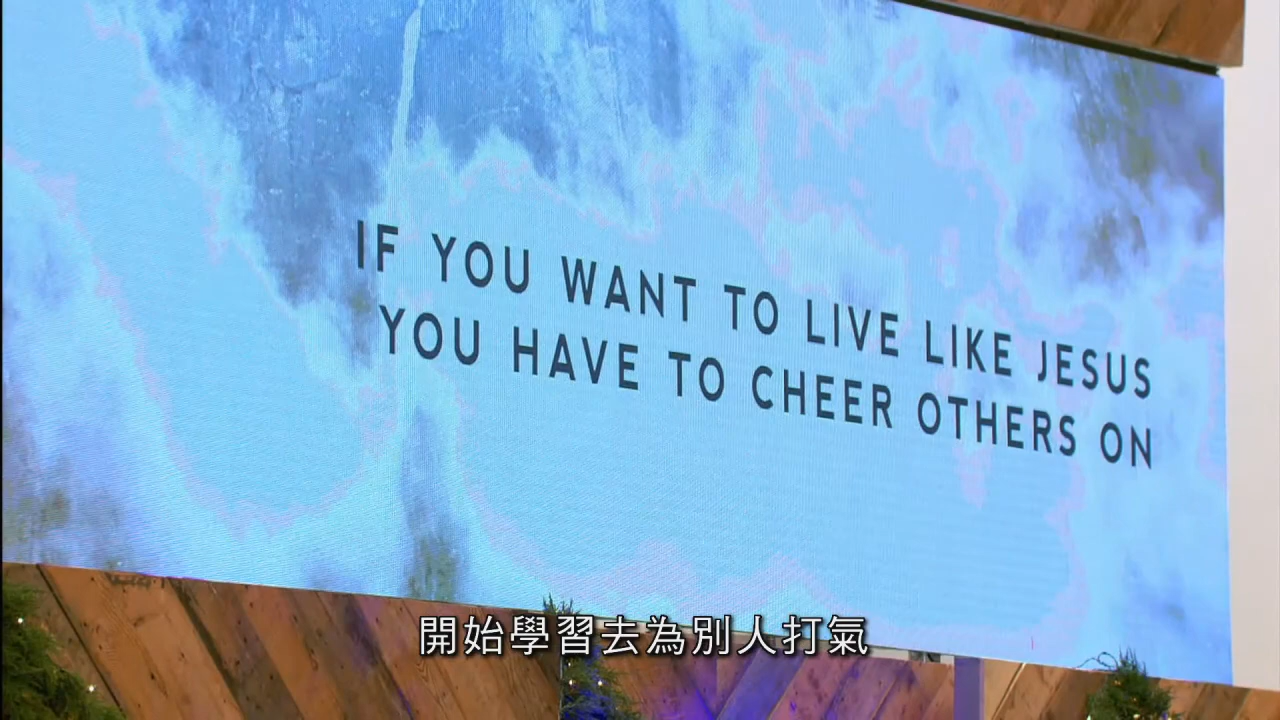 IF YOU WANT TO LIVE LIKE JESUS
YOU HAVE TO CHEER OTHERS ON
開始學習去為別人打氣